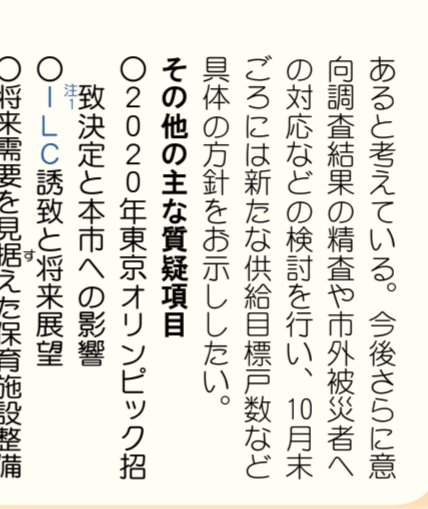 あると考えている。今後さらに意
向調査結果の精査や市外被災者へ
の対応などの検討を行い、10月末
ごろには新たな供給目標戸数など
具体の方針をお示ししたい。
その他の主な質疑項目
〇2020年東京オリンピック招
致決定と本市への影響
注1
〇ILC誘致と将来展望
す
〇将来需要を見据えた保育施設整備